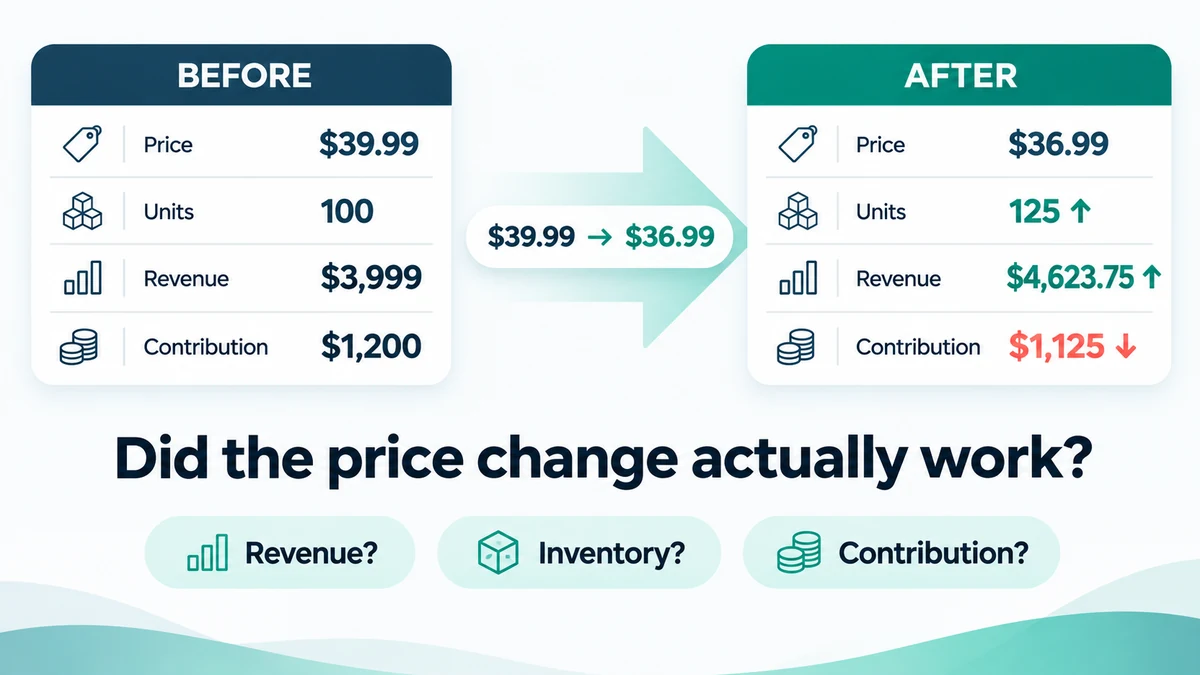 BEFORE
Price $39.99
Units 100
Revenue $3,999
Contribution $1,200
$39.99 → $36.99
AFTER
Price $36.99
Units 125 ↑
Revenue $4,623.75 ↑
Contribution $1,125 ↓
Did the price change actually work?
Revenue?
Inventory?
Contribution?